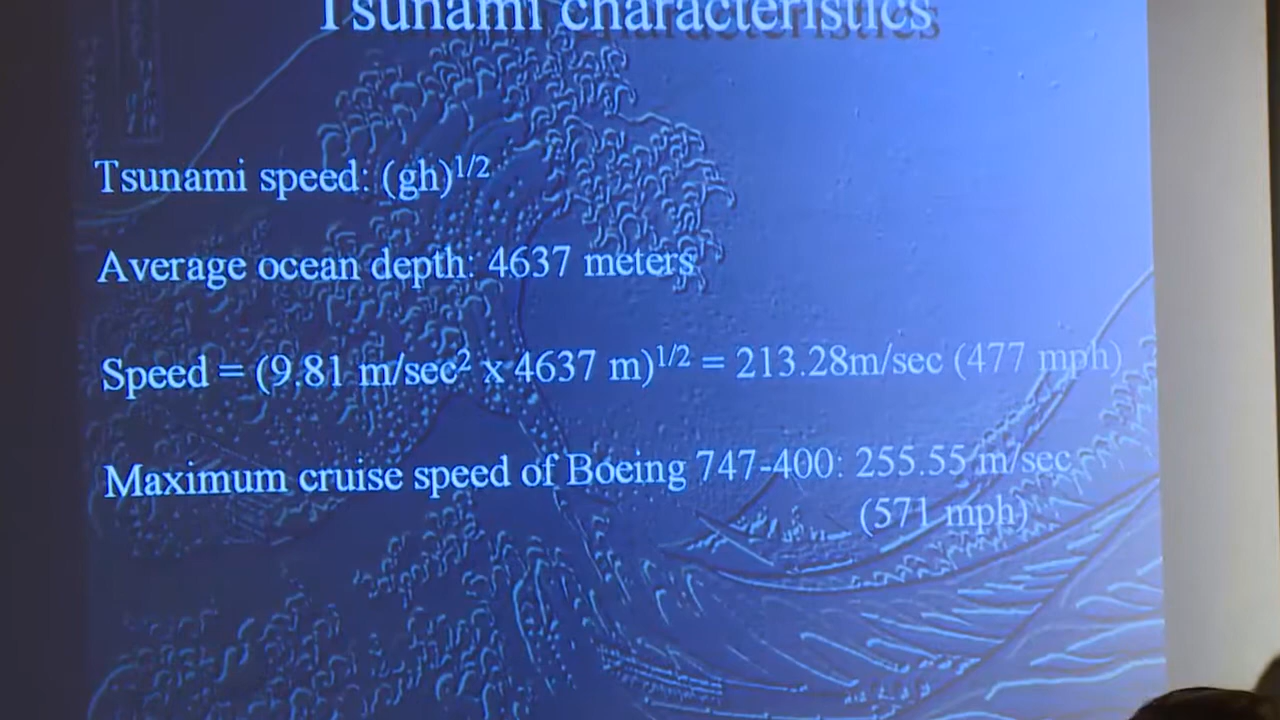 Tsunami characteristics
Tsunami speed: (gh)^1/2
Average ocean depth: 4637 meters
Speed = (9.81 m/sec² x 4637 m)^1/2 = 213.28m/sec (477 mph)
Maximum cruise speed of Boeing 747-400: 255.55 m/sec
(571 mph)